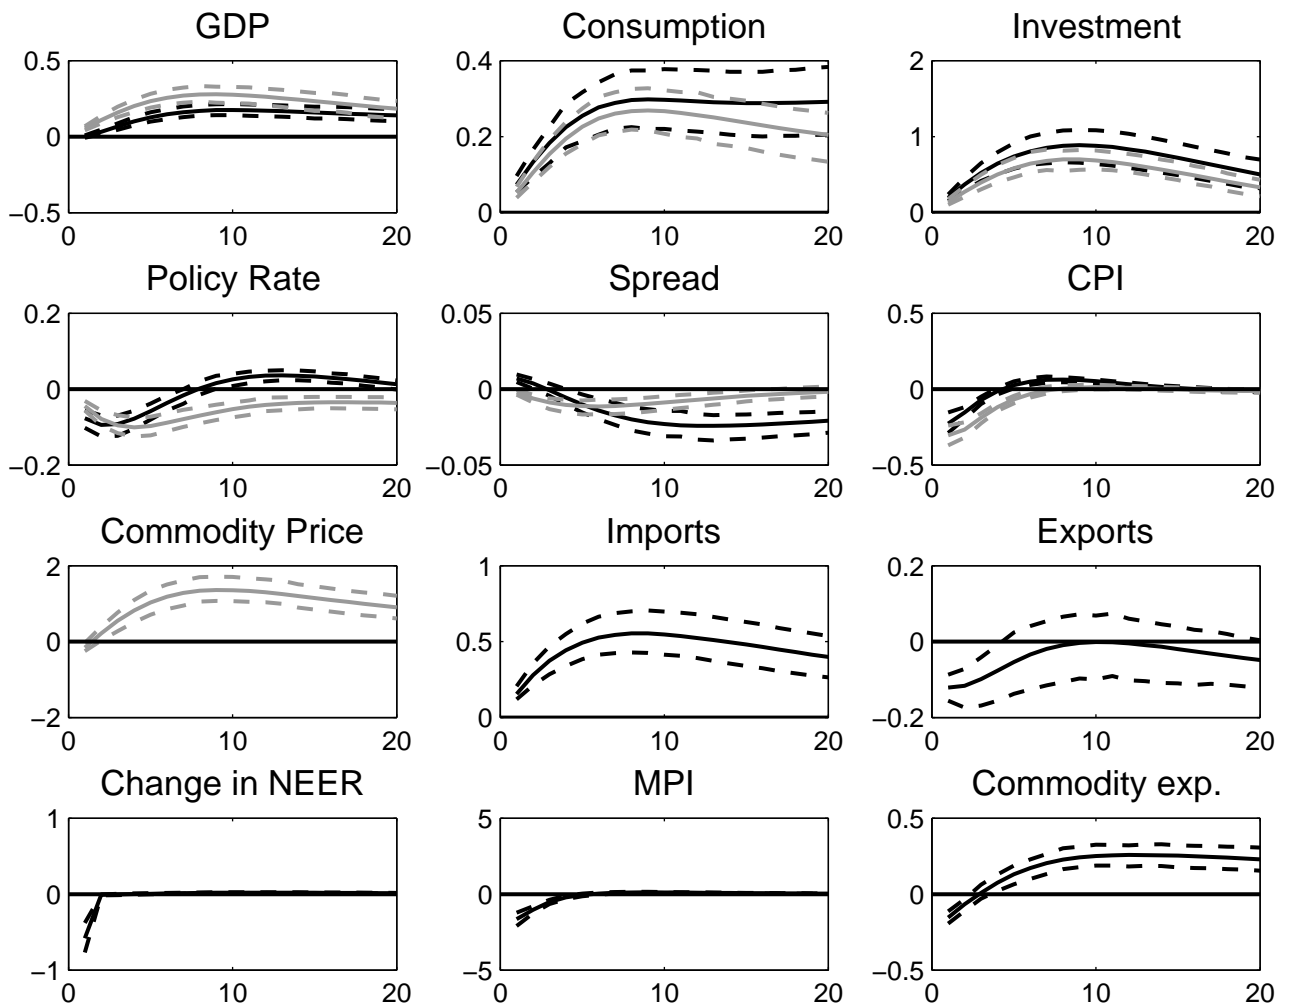 GDP Consumption Investment
0.5 0.4 2
0 0.2 1
−0.5 0 0
0 10 20 0 10 20 0 10 20
Policy Rate Spread CPI
0.2 0.05 0.5
0 0 0
−0.2 −0.05 −0.5
0 10 20 0 10 20 0 10 20
Commodity Price Imports Exports
2 1 0.2
0 0.5 0
−2 0 −0.2
0 10 20 0 10 20 0 10 20
Change in NEER MPI Commodity exp.
1 5 0.5
0 0 0
−1 −5 −0.5
0 10 20 0 10 20 0 10 20